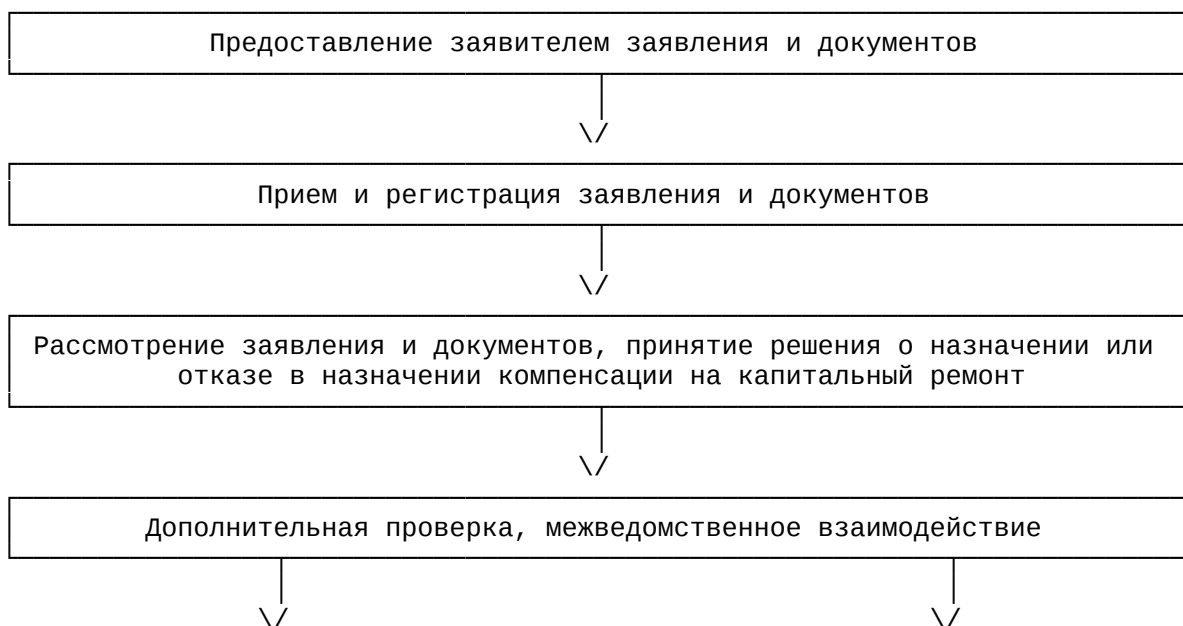 Предоставление заявителем заявления и документов
Прием и регистрация заявления и документов
Рассмотрение заявления и документов, принятие решения о назначении или
отказе в назначении компенсации на капитальный ремонт
Дополнительная проверка, межведомственное взаимодействие